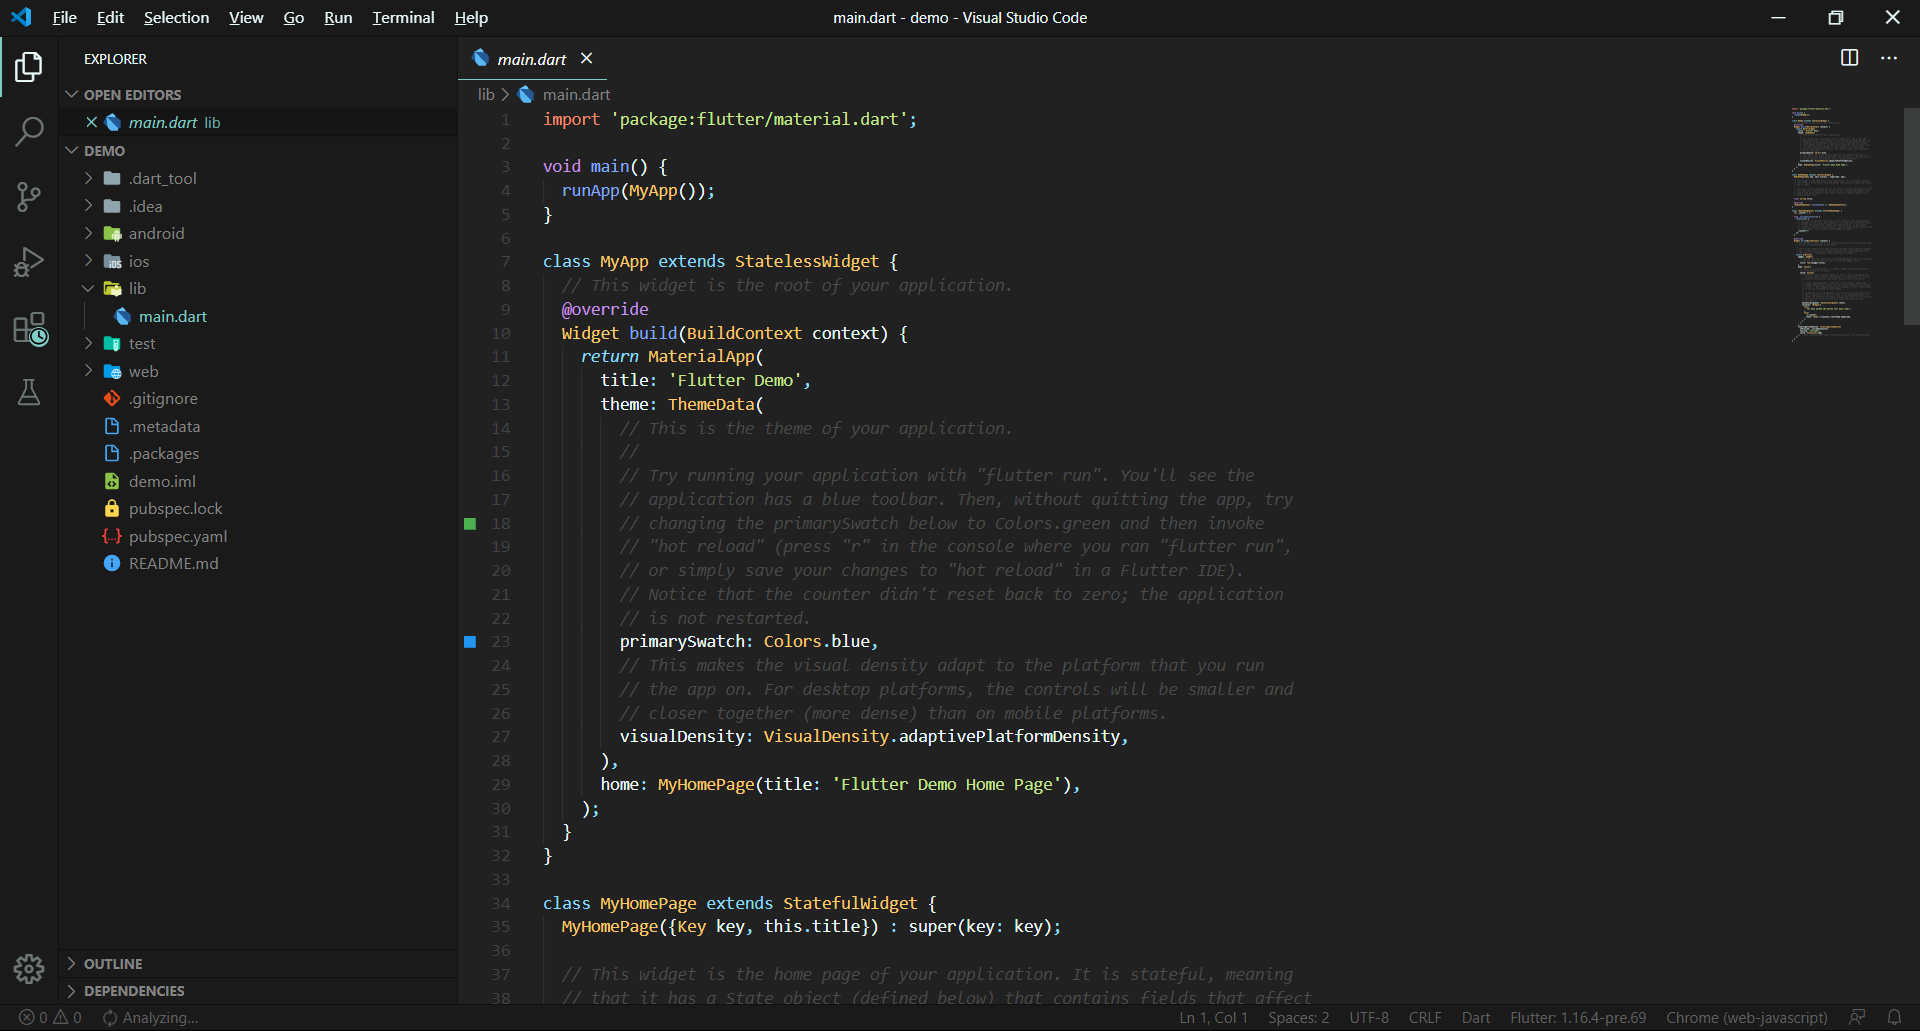 File Edit Selection View Go Run Terminal Help
main.dart - demo - Visual Studio Code
EXPLORER
OPEN EDITORS
main.dart lib
DEMO
.dart_tool
.idea
android
ios
lib
main.dart
test
web
.gitignore
.metadata
.packages
demo.iml
pubspec.lock
pubspec.yaml
README.md
OUTLINE
DEPENDENCIES
main.dart
lib > main.dart
1 import 'package:flutter/material.dart';
2
3 void main() {
4 runApp(MyApp());
5 }
6
7 class MyApp extends StatelessWidget {
8 // This widget is the root of your application.
9 @override
10 Widget build(BuildContext context) {
11 return MaterialApp(
12 title: 'Flutter Demo',
13 theme: ThemeData(
14 // This is the theme of your application.
15 //
16 // Try running your application with "flutter run". You'll see the
17 // application has a blue toolbar. Then, without quitting the app, try
18 // changing the primarySwatch below to Colors.green and then invoke
19 // "hot reload" (press "r" in the console where you ran "flutter run",
20 // or simply save your changes to "hot reload" in a Flutter IDE).
21 // Notice that the counter didn't reset back to zero; the application
22 // is not restarted.
23 primarySwatch: Colors.blue,
24 // This makes the visual density adapt to the platform that you run
25 // the app on. For desktop platforms, the controls will be smaller and
26 // closer together (more dense) than on mobile platforms.
27 visualDensity: VisualDensity.adaptivePlatformDensity,
28 ),
29 home: MyHomePage(title: 'Flutter Demo Home Page'),
30 );
31 }
32 }
33
34 class MyHomePage extends StatefulWidget {
35 MyHomePage({Key key, this.title}) : super(key: key);
36
37 // This widget is the home page of your application. It is stateful, meaning
38 // that it has a State object (defined below) that contains fields that affect
0 0 Analyzing...
Ln 1, Col 1 Spaces: 2 UTF-8 CRLF Dart Flutter: 1.16.4-pre.69 Chrome (web-javascript)